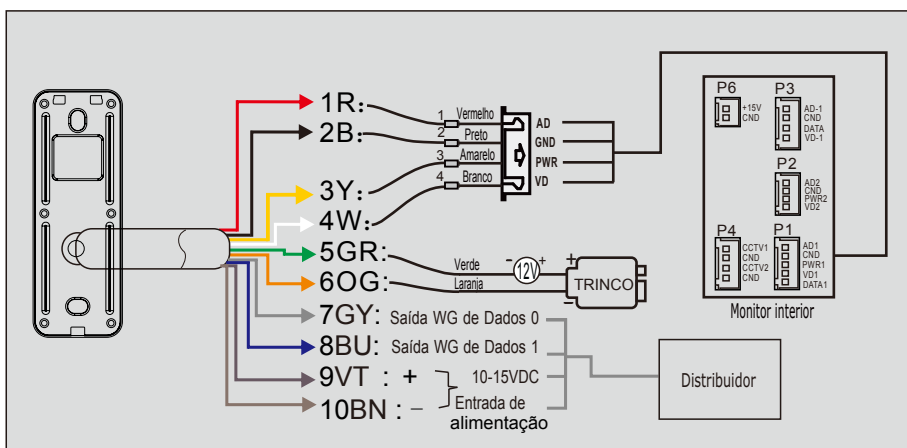 1R:
2B:
3Y:
4W:
5GR:
6OG:
7GY: Saída WG de Dados 0
8BU: Saída WG de Dados 1
9VT : + 10-15VDC
10BN : − Entrada de
alimentação
1 Vermelho
2 Preto
3 Amarelo
4 Branco
AD
GND
PWR
VD
Verde
Laranja
− 12V +
+
−
TRINCO
P6
+15V
CND
P3
AD-1
CND
DATA
VD-1
P2
AD2
CND
PWR2
VD2
P4
CCTV1
CND
CCTV2
CND
P1
AD1
CND
PWR1
VD1
DATA1
Monitor interior
Distribuidor